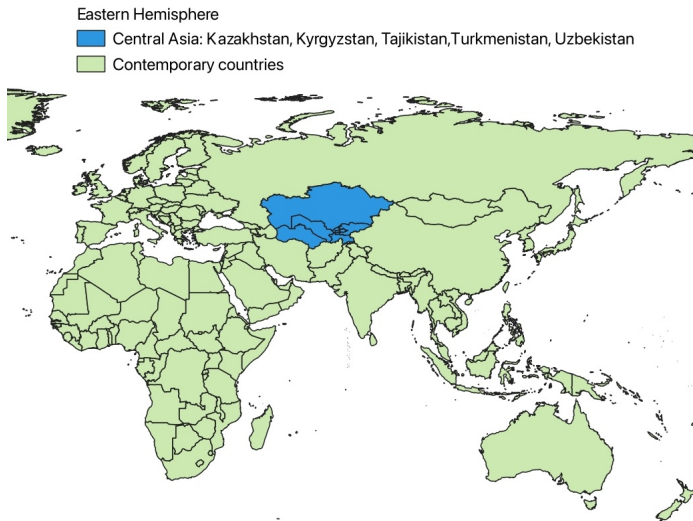 Eastern Hemisphere
Central Asia: Kazakhstan, Kyrgyzstan, Tajikistan,Turkmenistan, Uzbekistan
Contemporary countries